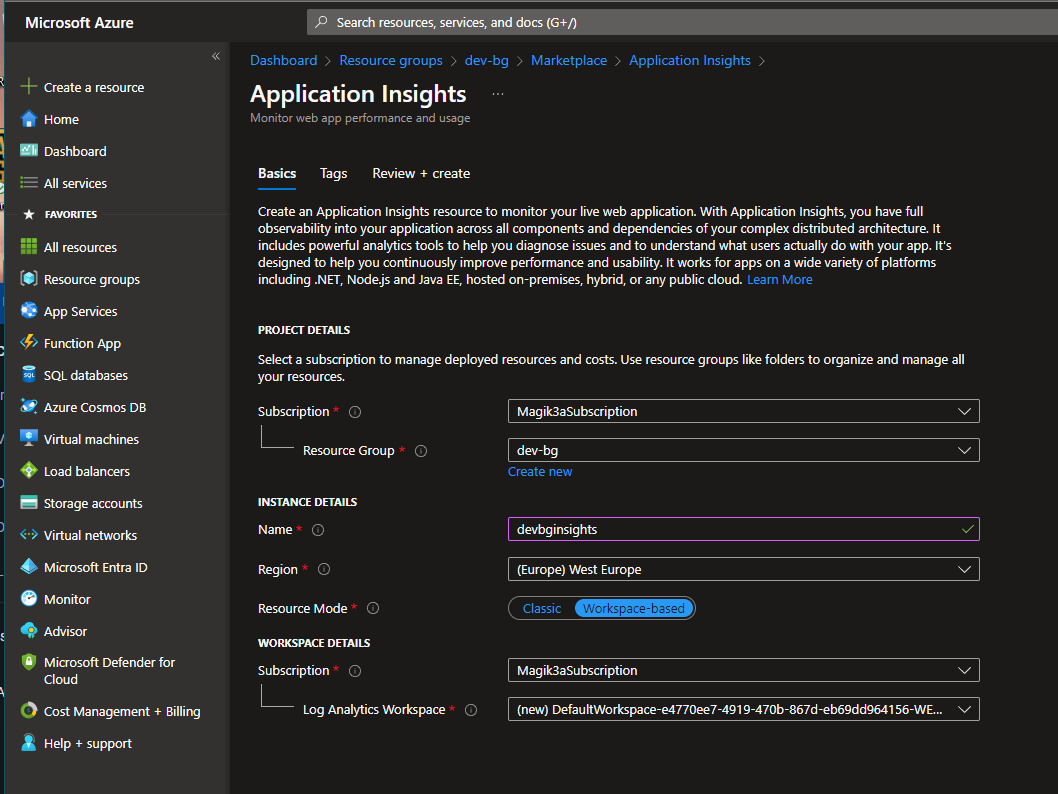 Microsoft Azure
Search resources, services, and docs (G+/)
«
Create a resource
Home
Dashboard
All services
FAVORITES
All resources
Resource groups
App Services
Function App
SQL databases
Azure Cosmos DB
Virtual machines
Load balancers
Storage accounts
Virtual networks
Microsoft Entra ID
Monitor
Advisor
Microsoft Defender for
Cloud
Cost Management + Billing
Help + support
Dashboard > Resource groups > dev-bg > Marketplace > Application Insights >
Application Insights ...
Monitor web app performance and usage
Basics Tags Review + create
Create an Application Insights resource to monitor your live web application. With Application Insights, you have full
observability into your application across all components and dependencies of your complex distributed architecture. It
includes powerful analytics tools to help you diagnose issues and to understand what users actually do with your app. It's
designed to help you continuously improve performance and usability. It works for apps on a wide variety of platforms
including .NET, Node.js and Java EE, hosted on-premises, hybrid, or any public cloud. Learn More
PROJECT DETAILS
Select a subscription to manage deployed resources and costs. Use resource groups like folders to organize and manage all
your resources.
Subscription * Magik3aSubscription
Resource Group * dev-bg
Create new
INSTANCE DETAILS
Name * devbginsights
Region * (Europe) West Europe
Resource Mode * Classic Workspace-based
WORKSPACE DETAILS
Subscription * Magik3aSubscription
Log Analytics Workspace * (new) DefaultWorkspace-e4770ee7-4919-470b-867d-eb69dd964156-WE...